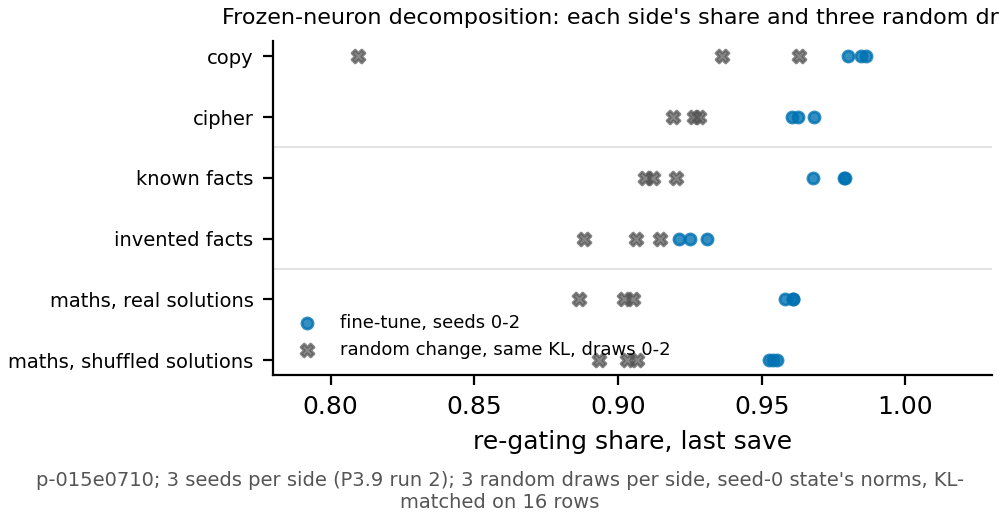 Frozen-neuron decomposition: each side's share and three random dr
copy
cipher
known facts
invented facts
maths, real solutions
maths, shuffled solutions
fine-tune, seeds 0-2
random change, same KL, draws 0-2
0.80 0.85 0.90 0.95 1.00
re-gating share, last save
p-015e0710; 3 seeds per side (P3.9 run 2); 3 random draws per side, seed-0 state's norms, KL-
matched on 16 rows